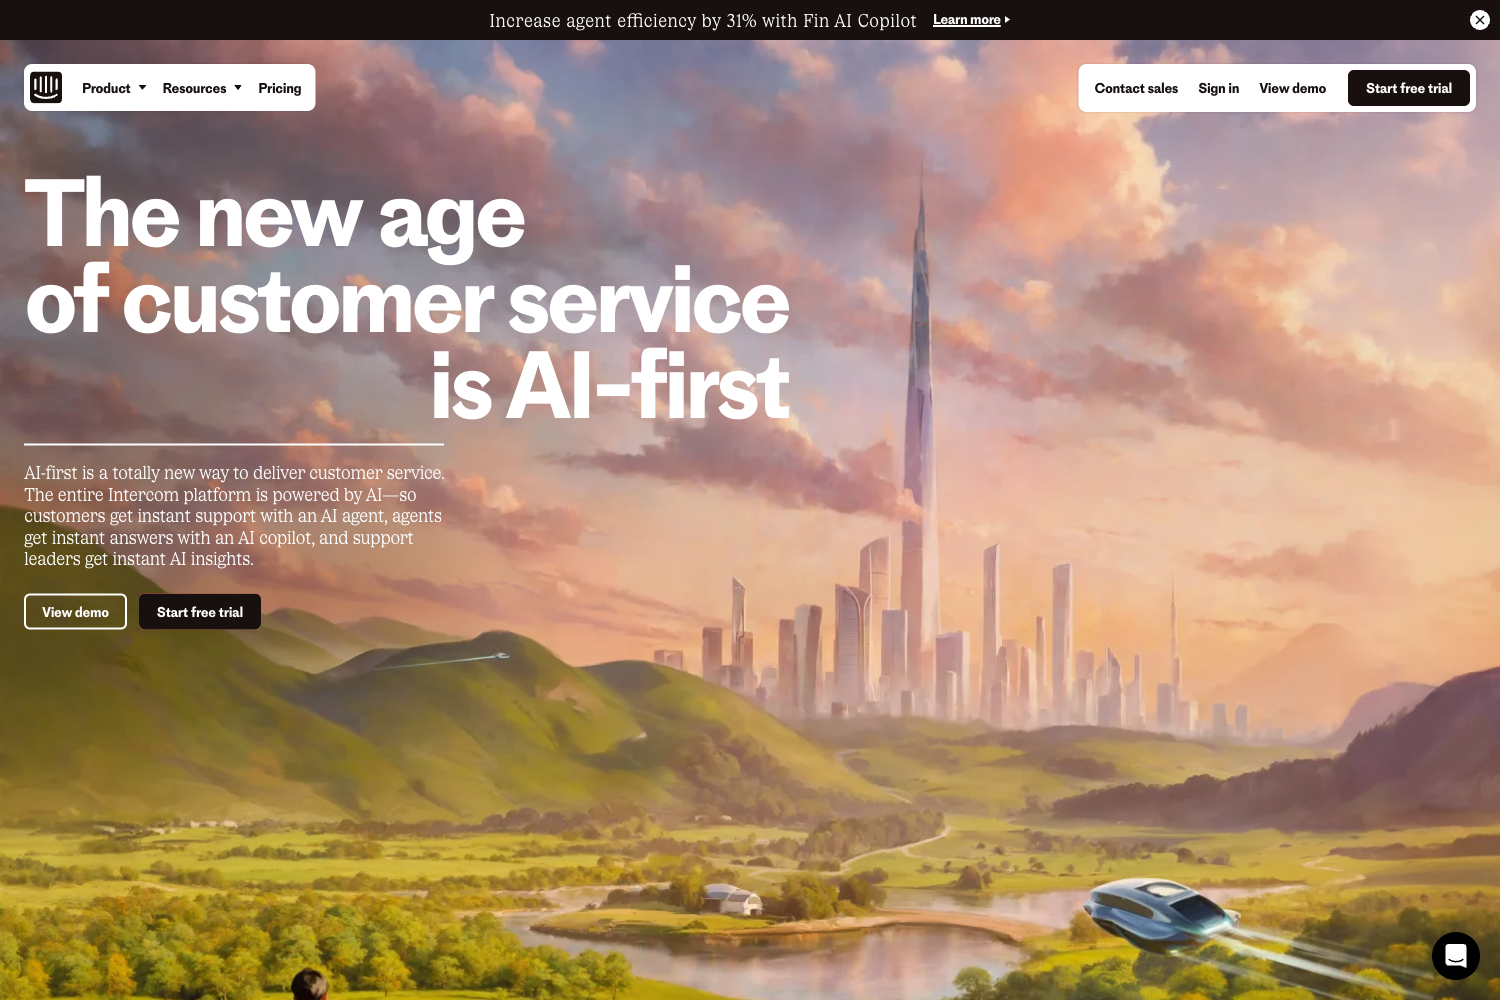 Increase agent efficiency by 31% with Fin AI Copilot Learn more
Product Resources Pricing
Contact sales Sign in View demo Start free trial
The new age
of customer service
is AI-first
AI-first is a totally new way to deliver customer service.
The entire Intercom platform is powered by AI—so
customers get instant support with an AI agent, agents
get instant answers with an AI copilot, and support
leaders get instant AI insights.
View demo Start free trial